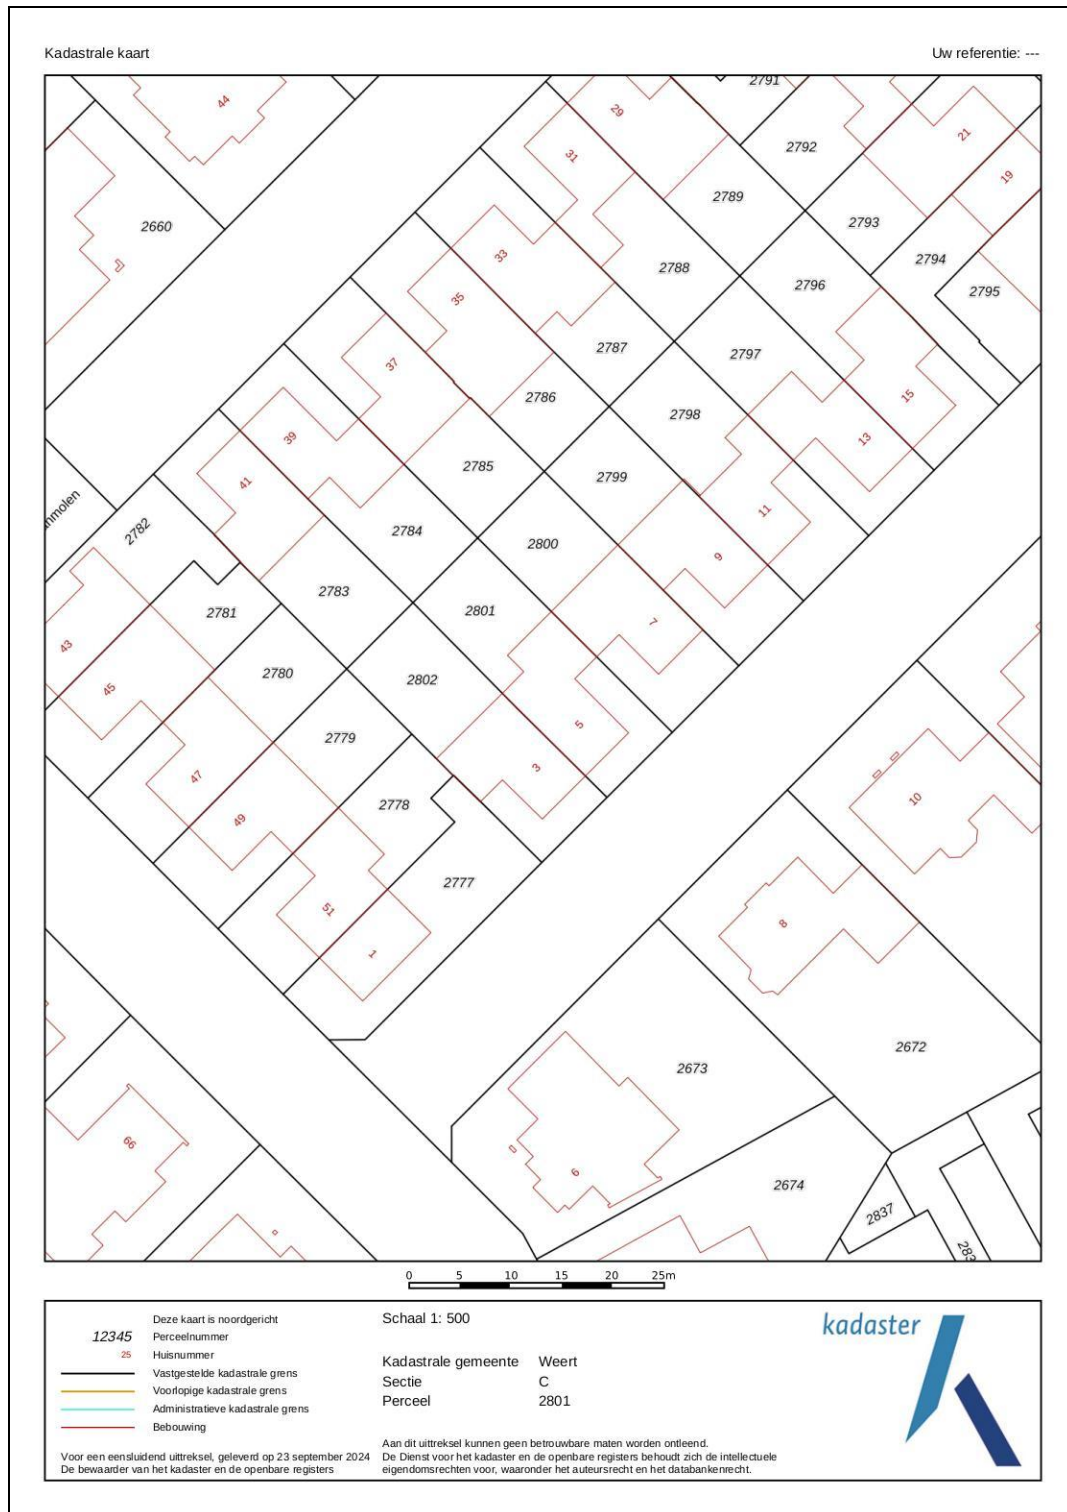 Kadastrale kaart
Uw referentie: ---
44
29
2791
21
2792
31
19
2789
2660
2793
33
2794
2788
35
2796
2795
2787
2797
37
2786
15
2798
39
13
2785
2799
41
11
2782
2784
2800
9
2783
2781
2801
7
43
2780
2802
45
5
2779
3
47
10
2778
49
2777
51
8
1
2673
2672
66
6
2674
2837
283
0 5 10 15 20 25m
Deze kaart is noordgericht
12345 Perceelnummer
25 Huisnummer
Vastgestelde kadastrale grens
Voorlopige kadastrale grens
Administratieve kadastrale grens
Bebouwing
Voor een eensluidend uittreksel, geleverd op 23 september 2024
De bewaarder van het kadaster en de openbare registers
Schaal 1: 500
Kadastrale gemeente Weert
Sectie C
Perceel 2801
Aan dit uittreksel kunnen geen betrouwbare maten worden ontleend.
De Dienst voor het kadaster en de openbare registers behoudt zich de intellectuele
eigendomsrechten voor, waaronder het auteursrecht en het databankenrecht.
kadaster